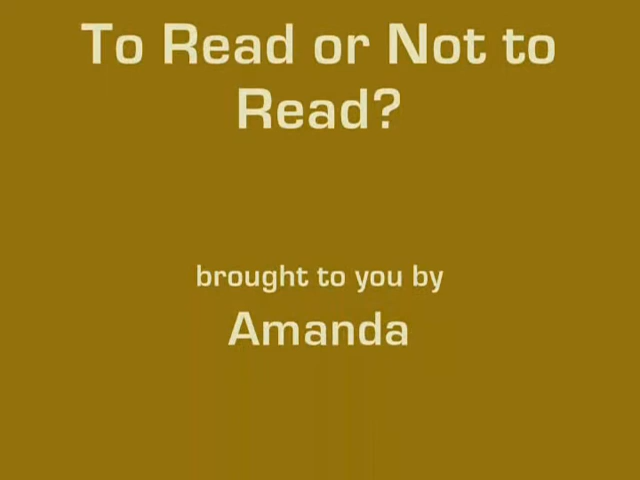 To Read or Not to
Read?
brought to you by
Amanda